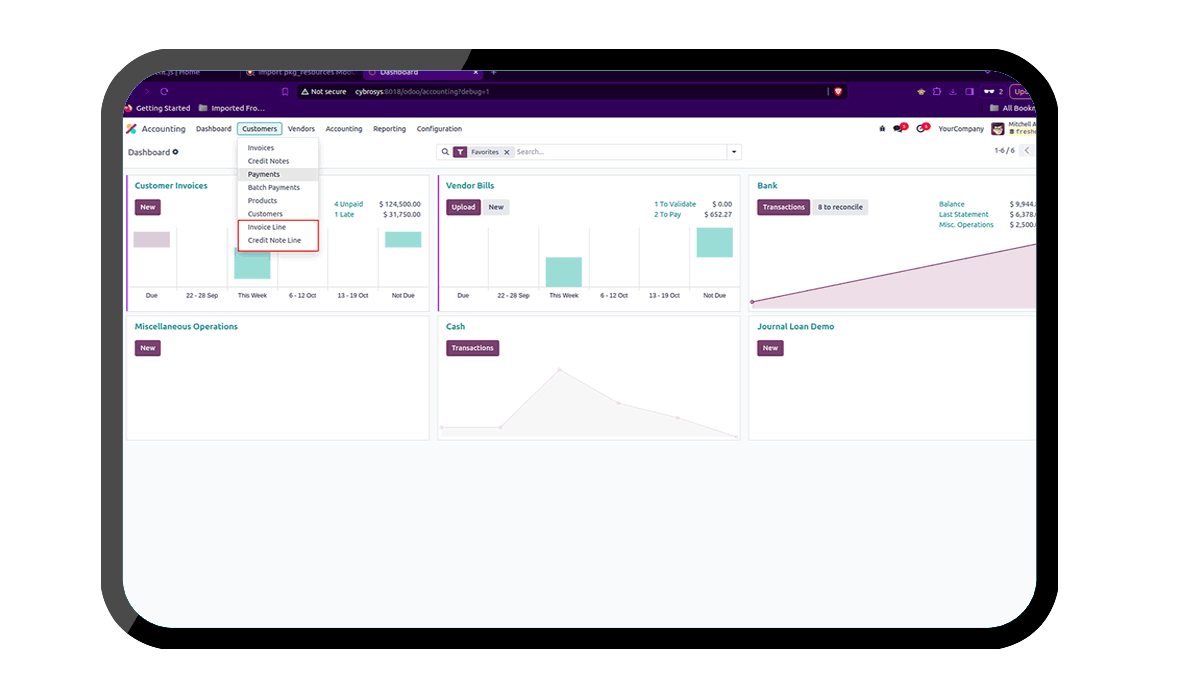 Home
Import pkg_resources Mod
Dashboard
Not secure cybrosys:8018/odoo/accounting?debug=1
2
Getting Started Imported Fro... All Bookm
Accounting Dashboard Customers Vendors Accounting Reporting Configuration YourCompany Mitchell A
Dashboard Favorites Search... 1-6 / 6
Invoices
Credit Notes
Payments
Batch Payments
Products
Customers
Invoice Line
Credit Note Line
Customer Invoices
New
4 Unpaid $ 124,500.00
1 Late $ 31,750.00
Due 22 - 28 Sep This Week 6 - 12 Oct 13 - 19 Oct Not Due
Vendor Bills
Upload New
1 To Validate $ 0.00
2 To Pay $ 652.27
Due 22 - 28 Sep This Week 6 - 12 Oct 13 - 19 Oct Not Due
Bank
Transactions 8 to reconcile
Balance $ 9,944.
Last Statement $ 6,378.
Misc. Operations $ 2,500.
Miscellaneous Operations
New
Cash
Transactions
Journal Loan Demo
New